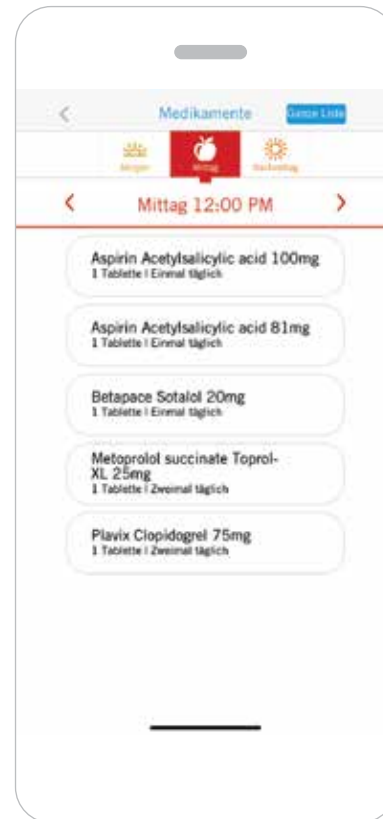 Medikamente
Ganze Liste
Morgen
Mittag
Nachmittag
Mittag 12:00 PM
Aspirin Acetylsalicylic acid 100mg
1 Tablette | Einmal täglich
Aspirin Acetylsalicylic acid 81mg
1 Tablette | Einmal täglich
Betapace Sotalol 20mg
1 Tablette | Einmal täglich
Metoprolol succinate Toprol-
XL 25mg
1 Tablette | Zweimal täglich
Plavix Clopidogrel 75mg
1 Tablette | Zweimal täglich